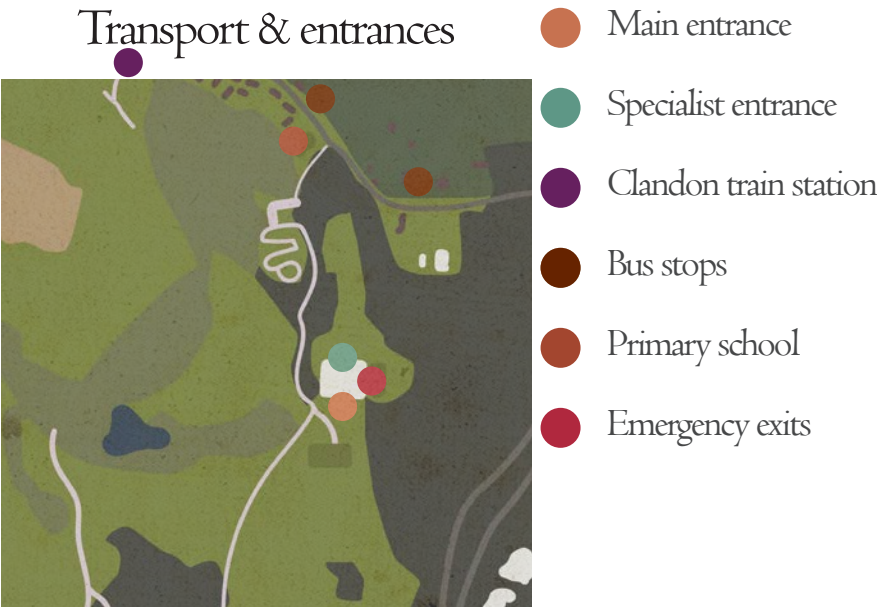 Transport & entrances
Main entrance
Specialist entrance
Clandon train station
Bus stops
Primary school
Emergency exits